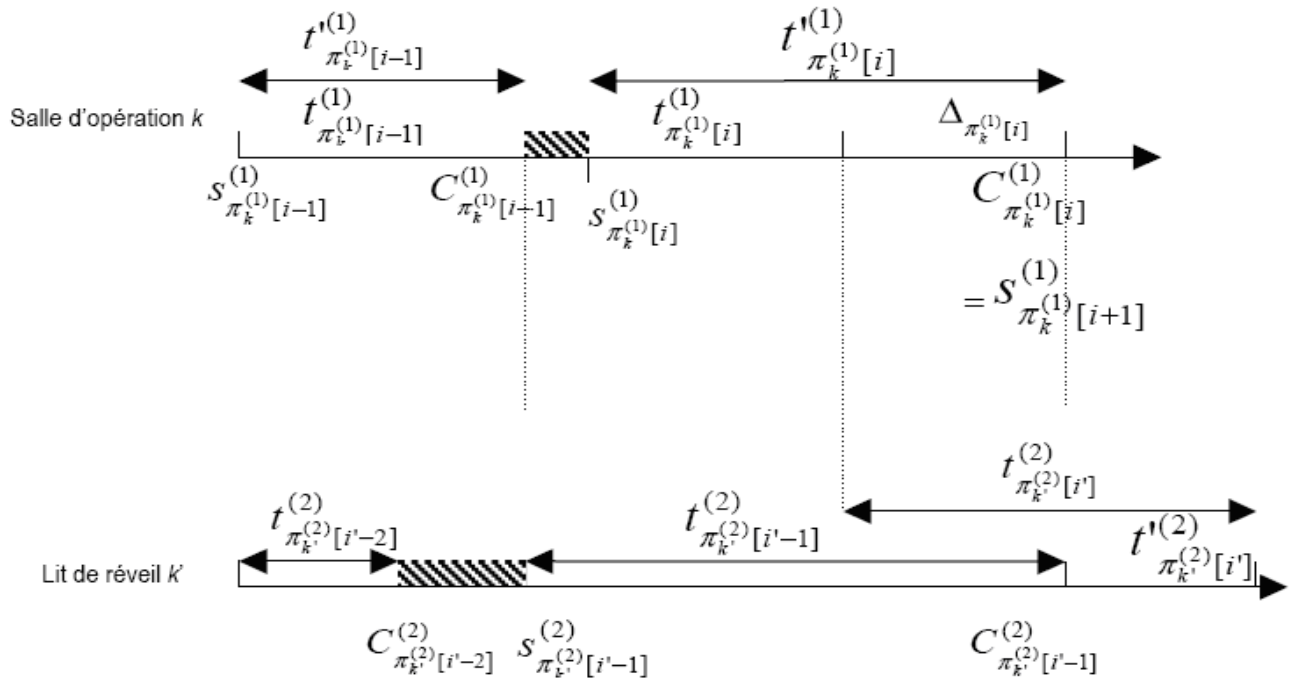 t'^{(1)}_{π_k^{(1)}[i−1]} t'^{(1)}_{π_k^{(1)}[i]}
Salle d'opération k t^{(1)}_{π_k^{(1)}[i−1]} t^{(1)}_{π_k^{(1)}[i]} Δ_{π_k^{(1)}[i]}
s^{(1)}_{π_k^{(1)}[i−1]} C^{(1)}_{π_k^{(1)}[i−1]} s^{(1)}_{π_k^{(1)}[i]} C^{(1)}_{π_k^{(1)}[i]}
= s^{(1)}_{π_k^{(1)}[i+1]}
t^{(2)}_{π_{k'}^{(2)}[i']}
t^{(2)}_{π_{k'}^{(2)}[i'−2]} t^{(2)}_{π_{k'}^{(2)}[i'−1]} t'^{(2)}_{π_{k'}^{(2)}[i']}
Lit de réveil k'
C^{(2)}_{π_{k'}^{(2)}[i'−2]} s^{(2)}_{π_{k'}^{(2)}[i'−1]} C^{(2)}_{π_{k'}^{(2)}[i'−1]}